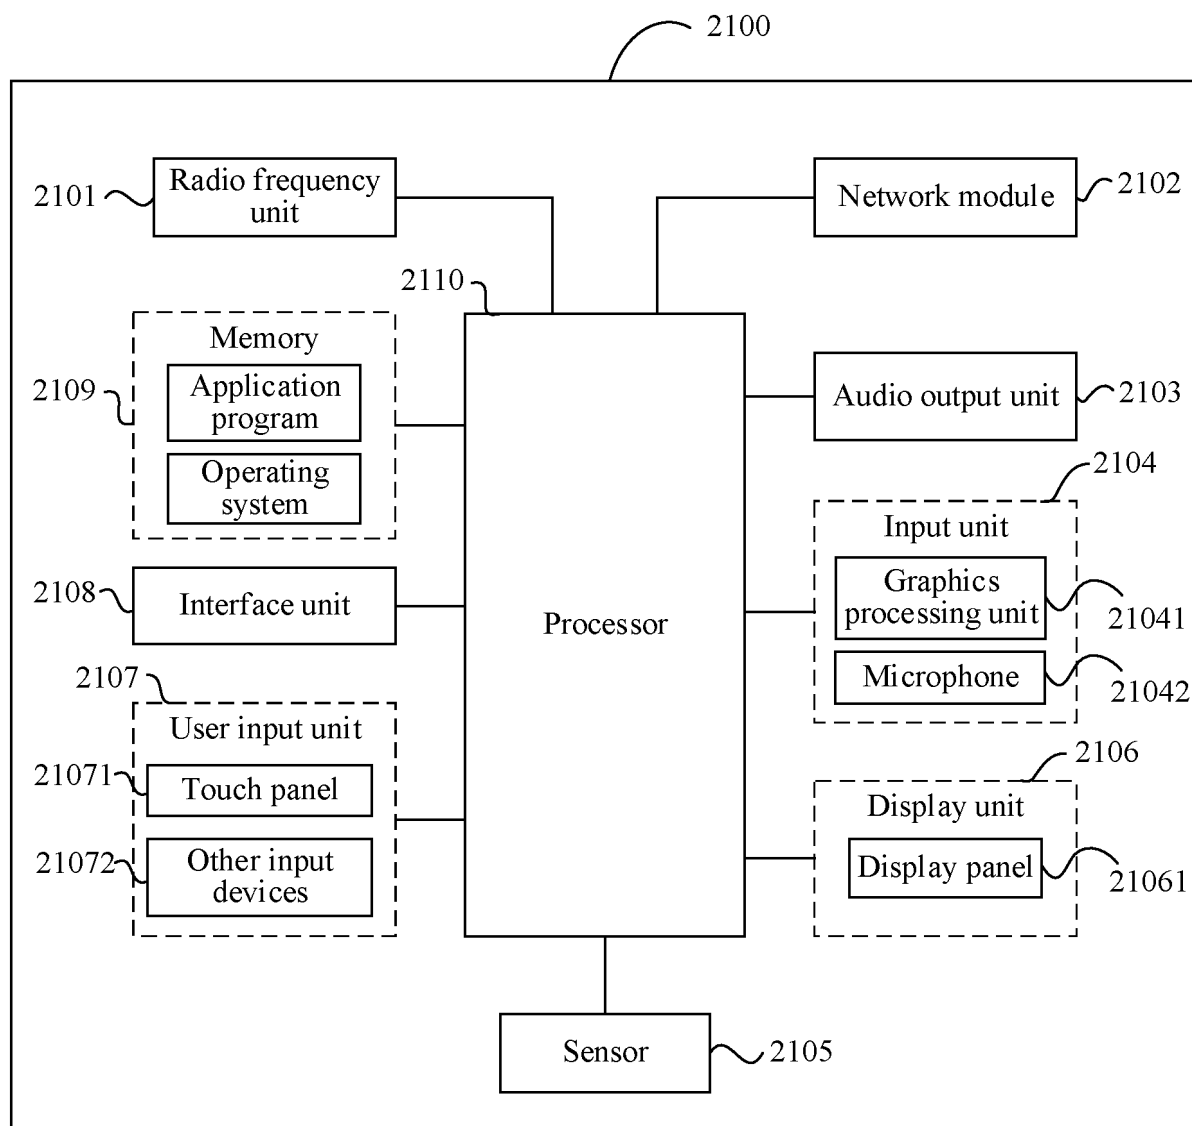 2100
2101
Radio frequency
unit
Network module
2102
2110
Memory
2109
Application
program
Operating
system
Audio output unit
2103
2104
Input unit
Graphics
processing unit
21041
Microphone
21042
2108
Interface unit
Processor
2107
User input unit
21071
Touch panel
21072
Other input
devices
2106
Display unit
Display panel
21061
Sensor
2105